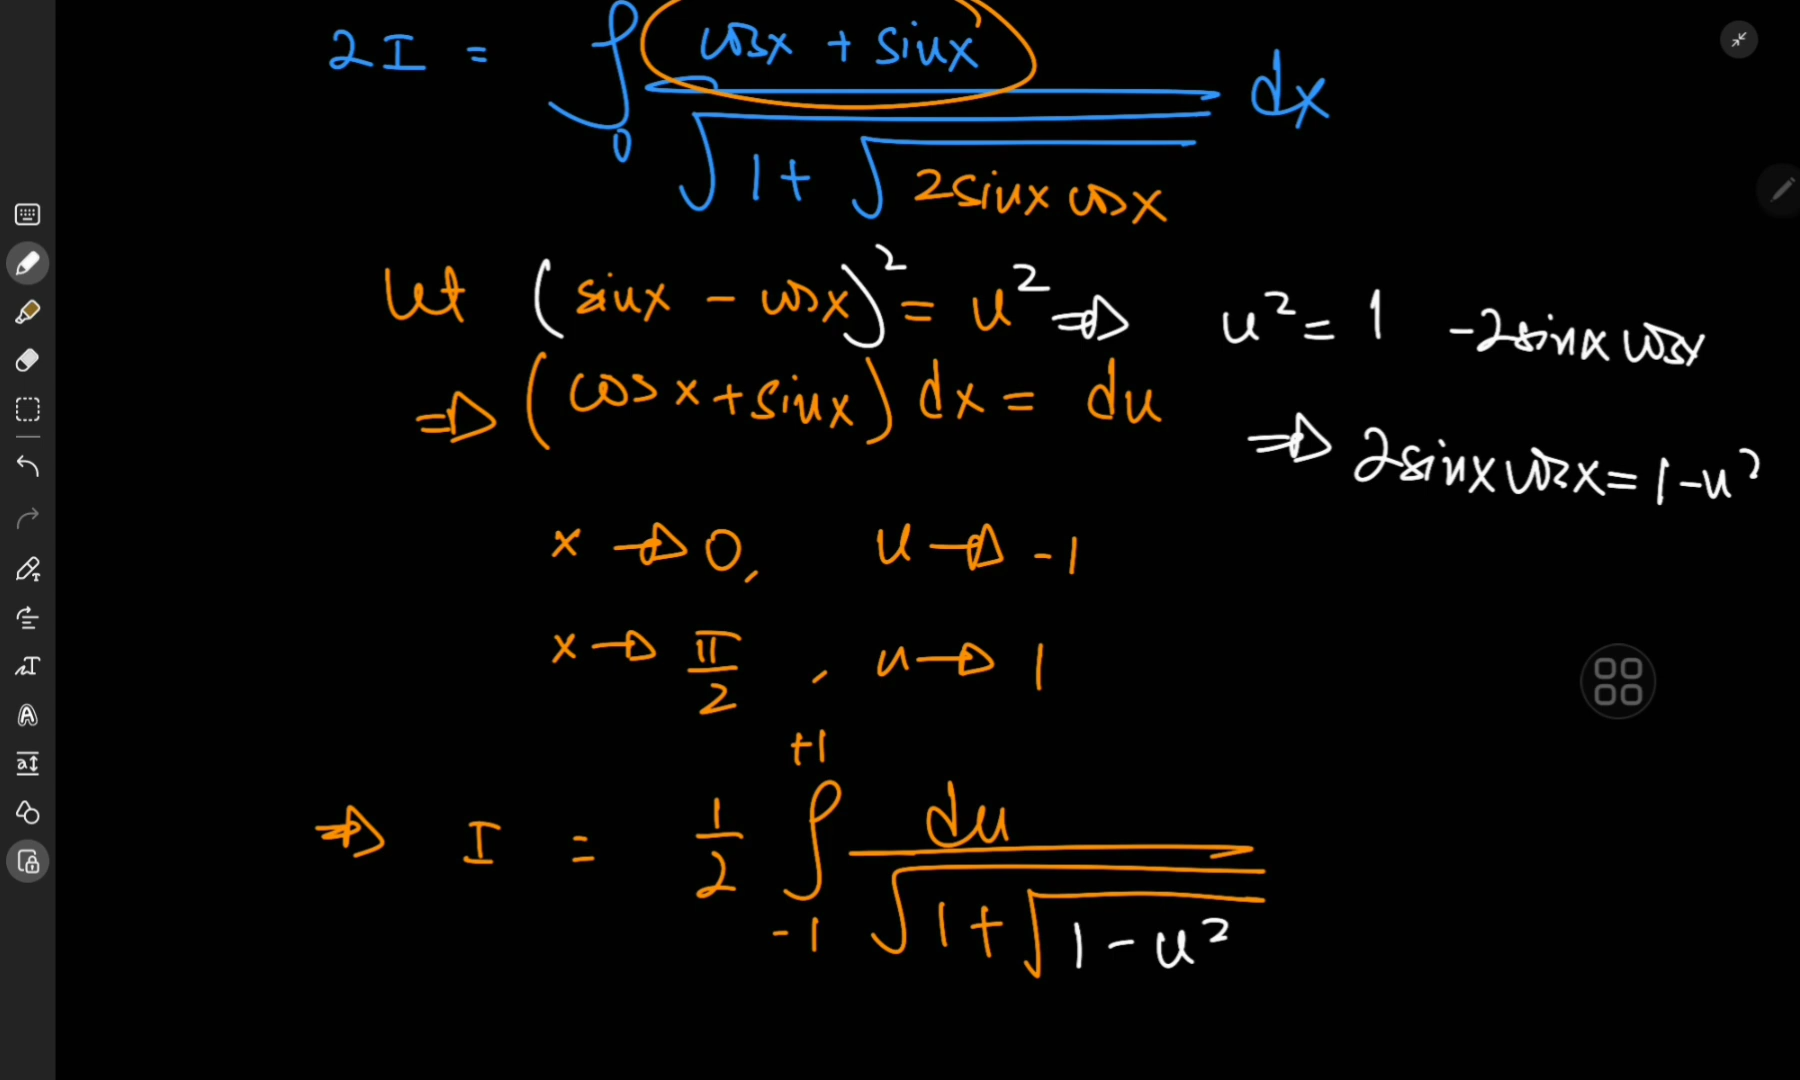 2I = ∫₀ (cosx + sinx) / √(1 + √(2sinx cosx)) dx
let (sinx - cosx)² = u² ⇒ u² = 1 -2sinx cosx
⇒ (cosx + sinx) dx = du
⇒ 2sinx cosx = 1-u²
x → 0, u → -1
x → π/2, u → 1
⇒ I = 1/2 ∫₋₁⁺¹ du / √(1 + √(1 - u²))